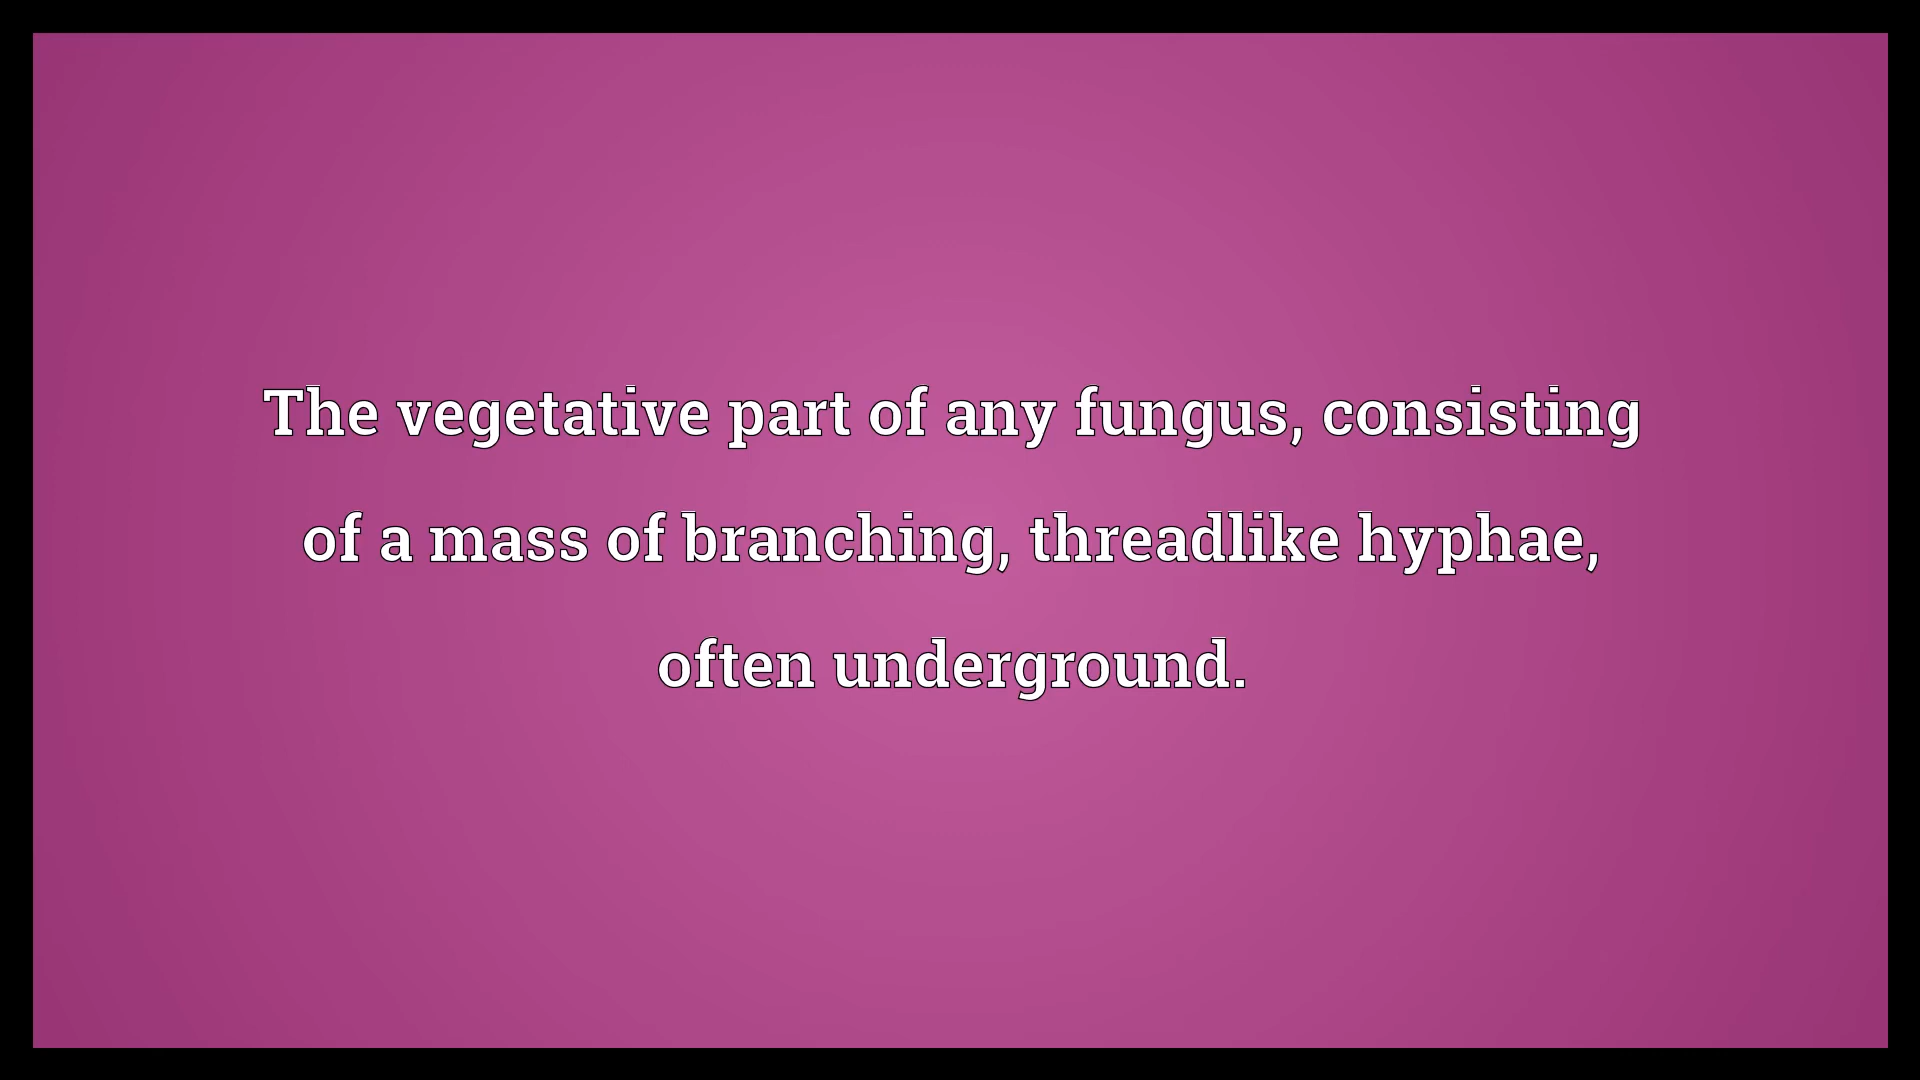 The vegetative part of any fungus, consisting
of a mass of branching, threadlike hyphae,
often underground.